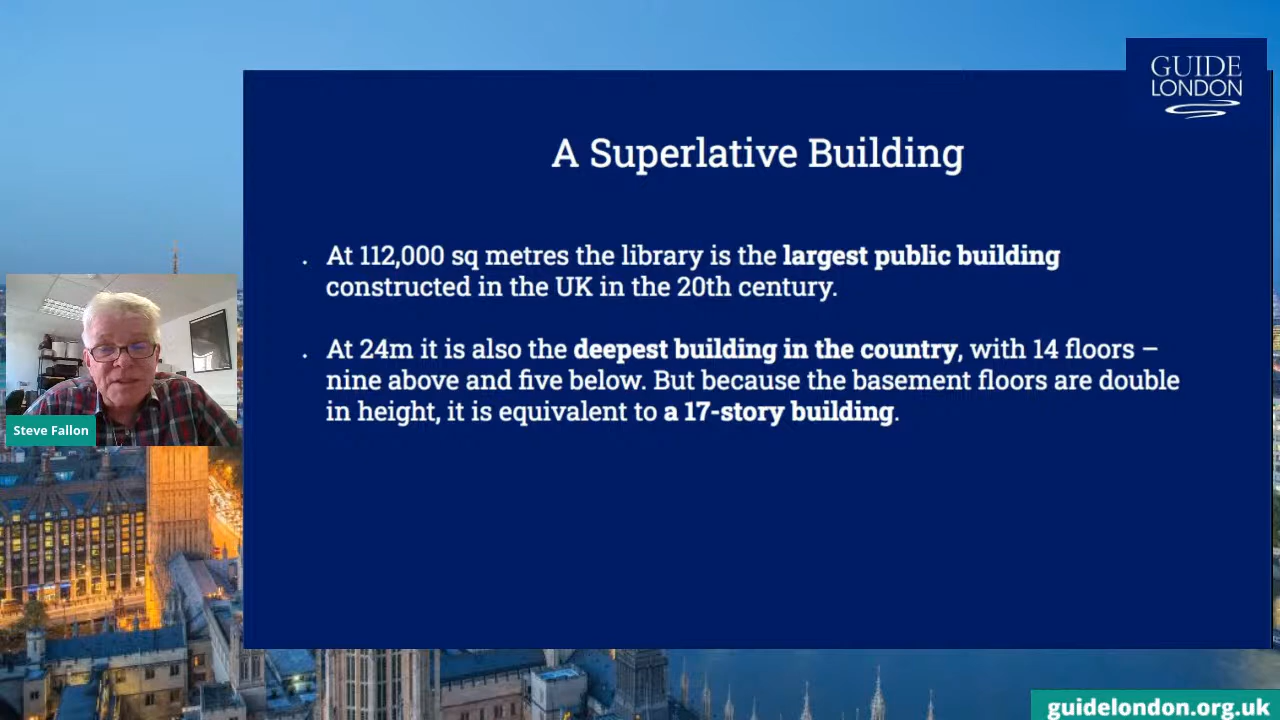 GUIDE
LONDON
A Superlative Building
. At 112,000 sq metres the library is the largest public building
constructed in the UK in the 20th century.
. At 24m it is also the deepest building in the country, with 14 floors –
nine above and five below. But because the basement floors are double
in height, it is equivalent to a 17-story building.
Steve Fallon
guidelondon.org.uk